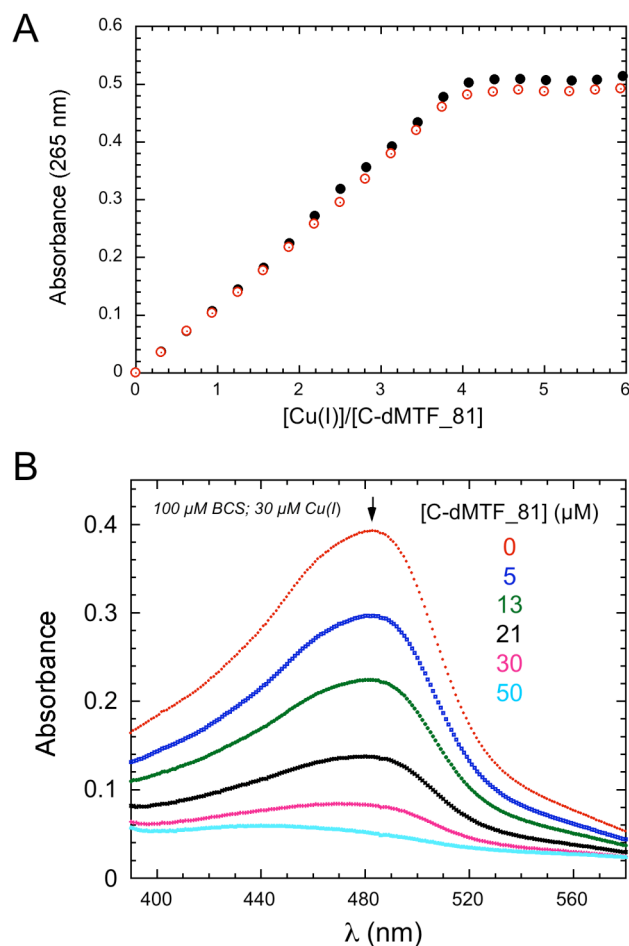 A
0.6
0.5
0.4
0.3
0.2
0.1
0
Absorbance (265 nm)
0 1 2 3 4 5 6
[Cu(I)]/[C-dMTF_81]
B
100 µM BCS; 30 µM Cu(I)
[C-dMTF_81] (µM)
0
5
13
21
30
50
0.4
0.3
0.2
0.1
0
Absorbance
400 440 480 520 560
λ (nm)